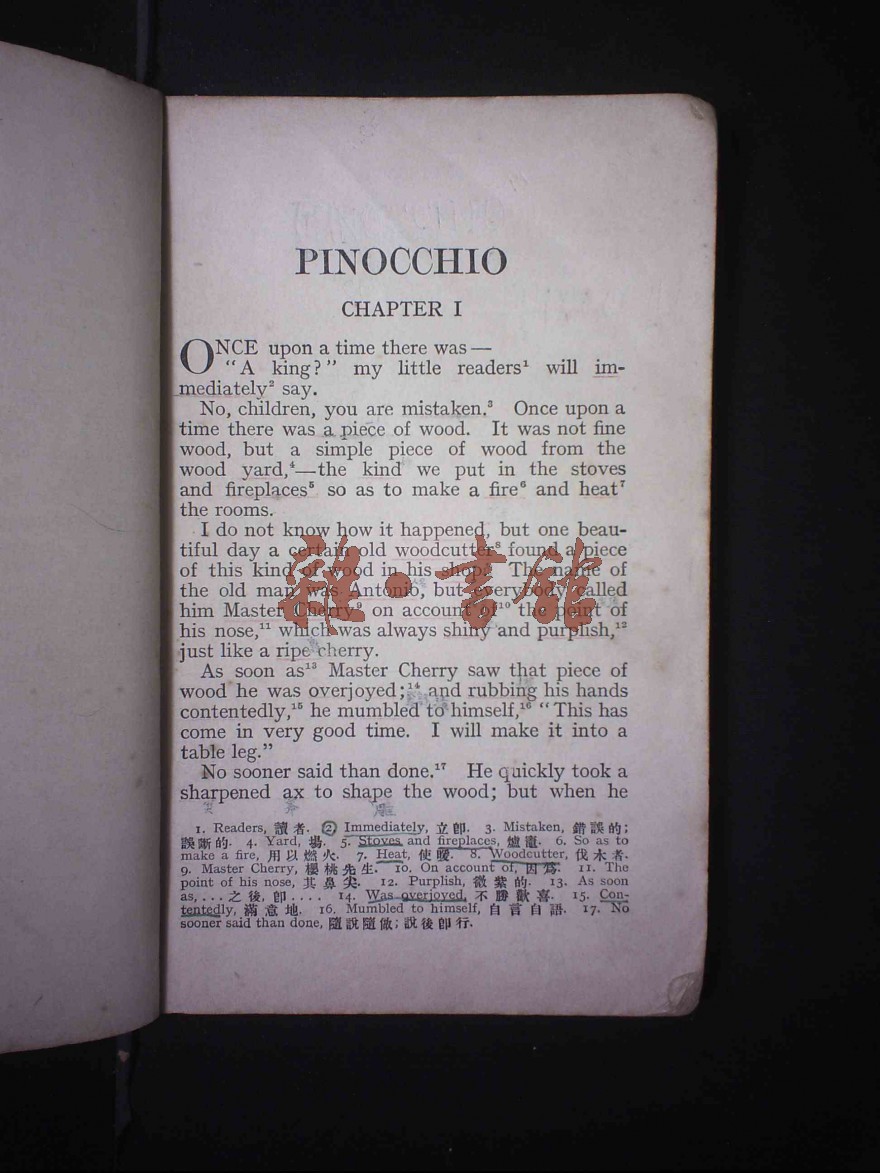 PINOCCHIO
CHAPTER I
ONCE upon a time there was —
“A king?” my little readers¹ will im-
mediately² say.
No, children, you are mistaken.³ Once upon a
time there was a piece of wood. It was not fine
wood, but a simple piece of wood from the
wood yard,⁴—the kind we put in the stoves
and fireplaces⁵ so as to make a fire⁶ and heat⁷
the rooms.
I do not know how it happened, but one beau-
tiful day a certain old woodcutter⁸ found a piece
of this kind of wood in his shop. The name of
the old man was Antonio, but everybody called
him Master Cherry⁹ on account of¹⁰ the point of
his nose,¹¹ which was always shiny and purplish,¹²
just like a ripe cherry.
As soon as¹³ Master Cherry saw that piece of
wood he was overjoyed;¹⁴ and rubbing his hands
contentedly,¹⁵ he mumbled to himself,¹⁶ “This has
come in very good time. I will make it into a
table leg.”
No sooner said than done.¹⁷ He quickly took a
sharpened ax to shape the wood; but when he
1. Readers, 讀者. 2. Immediately, 立卽. 3. Mistaken, 錯誤的;
誤斷的. 4. Yard, 場. 5. Stoves and fireplaces, 爐竈. 6. So as to
make a fire, 用以燃火. 7. Heat, 使暖. 8. Woodcutter, 伐木者.
9. Master Cherry, 櫻桃先生. 10. On account of, 因爲. 11. The
point of his nose, 其鼻尖. 12. Purplish, 微紫的. 13. As soon
as,...之後, 卽.... 14. Was overjoyed, 不勝歡喜. 15. Con-
tentedly, 滿意地. 16. Mumbled to himself, 自言自語. 17. No
sooner said than done, 隨說隨做; 說後卽行.
雜·書館